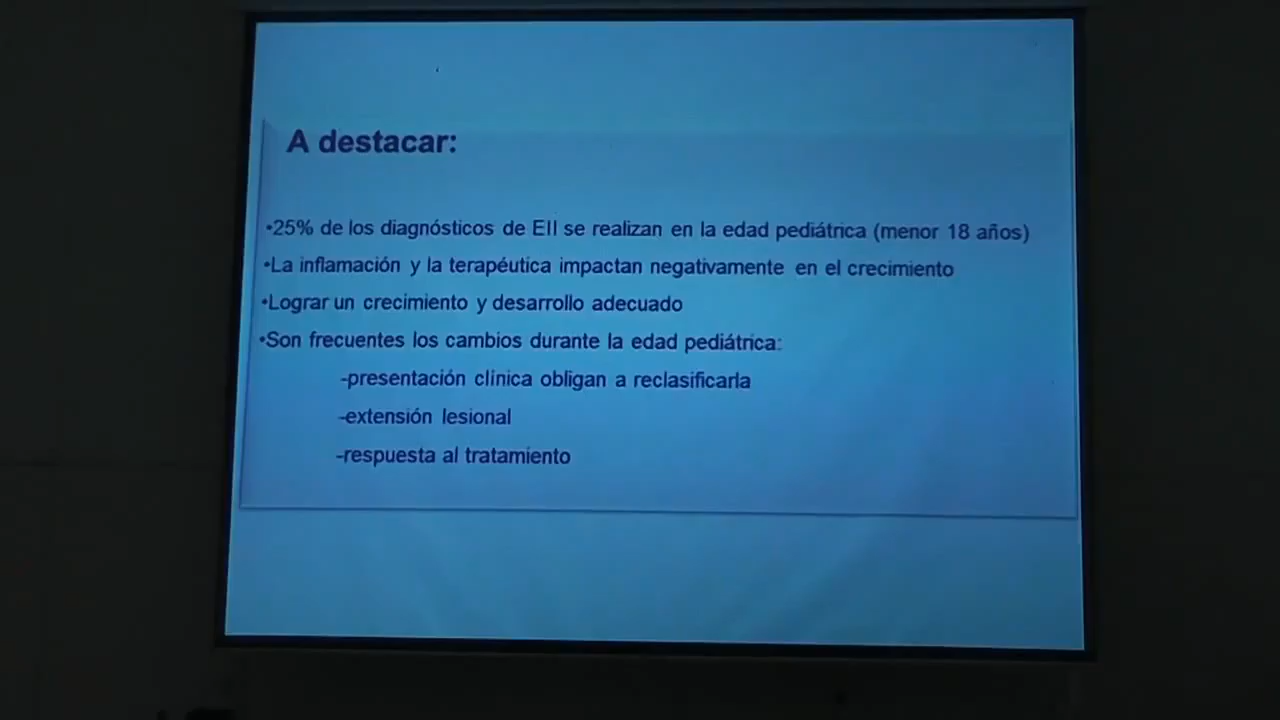 A destacar:
•25% de los diagnósticos de EII se realizan en la edad pediátrica (menor 18 años)
•La inflamación y la terapéutica impactan negativamente en el crecimiento
•Lograr un crecimiento y desarrollo adecuado
•Son frecuentes los cambios durante la edad pediátrica:
-presentación clínica obligan a reclasificarla
-extensión lesional
-respuesta al tratamiento